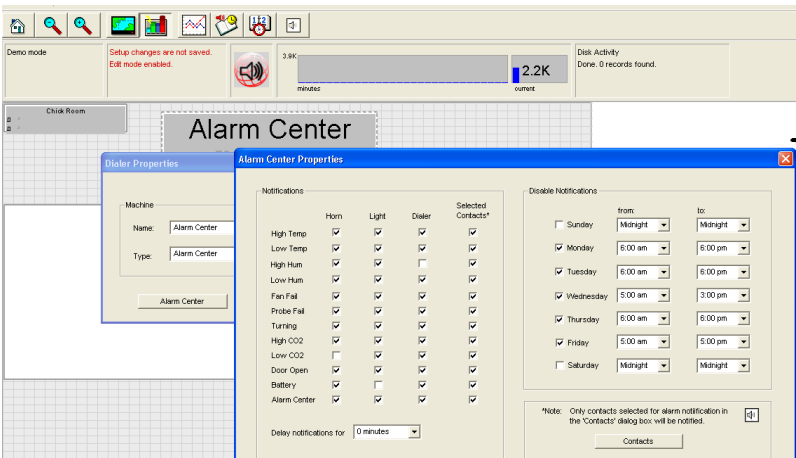 Demo mode
Setup changes are not saved.
Edit mode enabled.
3.9K
minutes
2.2K
current
Disk Activity
Done. 0 records found.
Chick Room
Alarm Center
Dialer Properties
Machine
Name: Alarm Center
Type: Alarm Center
Alarm Center
Alarm Center Properties
Notifications
Horn Light Dialer Selected Contacts*
High Temp
Low Temp
High Hum
Low Hum
Fan Fail
Probe Fail
Turning
High CO2
Low CO2
Door Open
Battery
Alarm Center
Delay notifications for 0 minutes
Disable Notifications
from: to:
Sunday Midnight Midnight
Monday 6:00 am 6:00 pm
Tuesday 6:00 am 6:00 pm
Wednesday 5:00 am 3:00 pm
Thursday 6:00 am 6:00 pm
Friday 5:00 am 5:00 pm
Saturday Midnight Midnight
*Note: Only contacts selected for alarm notification in
the 'Contacts' dialog box will be notified.
Contacts